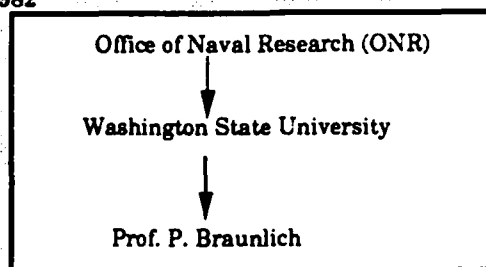 Office of Naval Research (ONR)
Washington State University
Prof. P. Braunlich